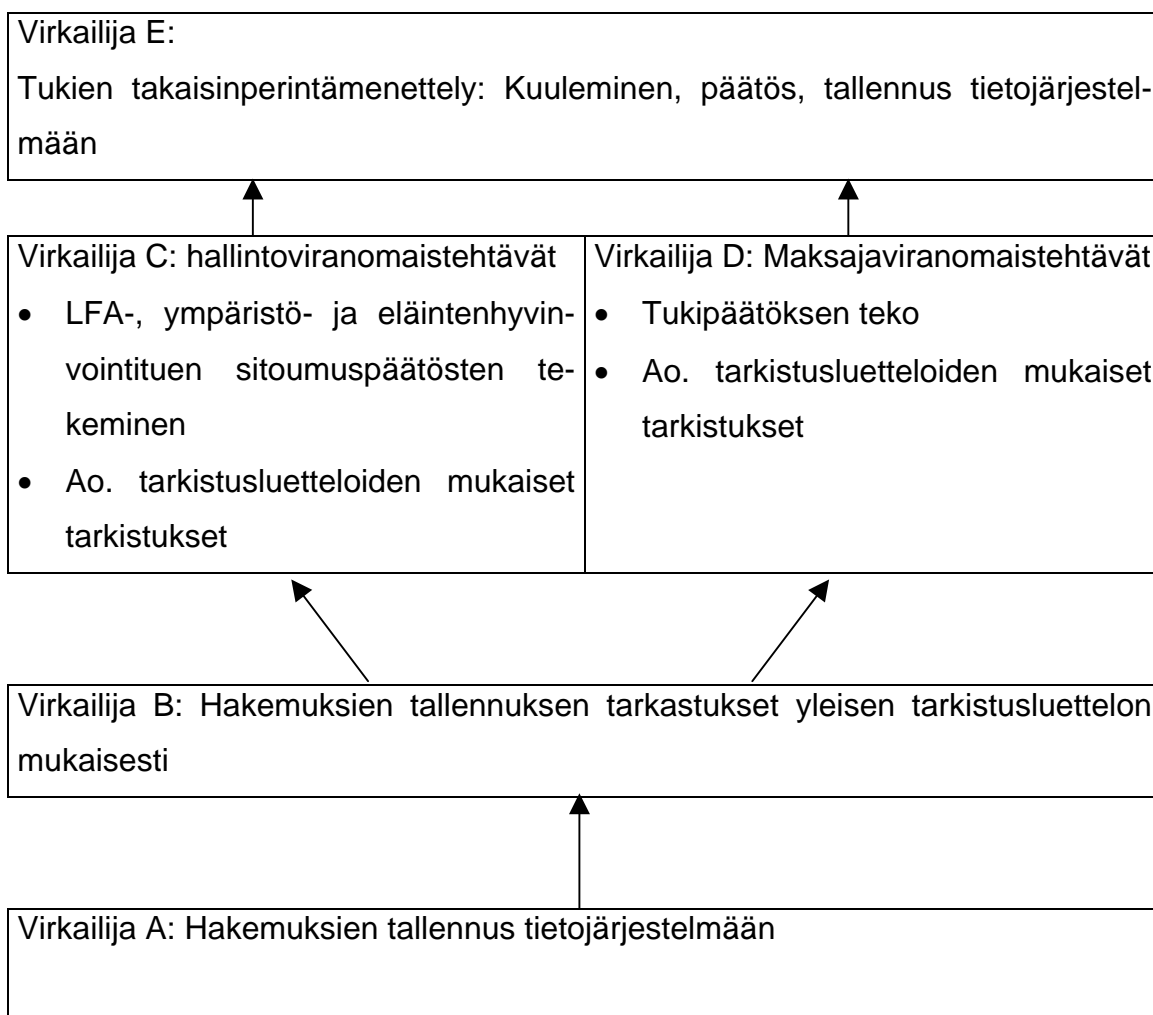 Virkailija E:
Tukien takaisinperintämenettely: Kuuleminen, päätös, tallennus tietojärjestel-
mään
Virkailija C: hallintoviranomaistehtävät
• LFA-, ympäristö- ja eläintenhyvin-
vointituen sitoumuspäätösten te-
keminen
• Ao. tarkistusluetteloiden mukaiset
tarkistukset
Virkailija D: Maksajaviranomaistehtävät
• Tukipäätöksen teko
• Ao. tarkistusluetteloiden mukaiset
tarkistukset
Virkailija B: Hakemuksien tallennuksen tarkastukset yleisen tarkistusluettelon
mukaisesti
Virkailija A: Hakemuksien tallennus tietojärjestelmään